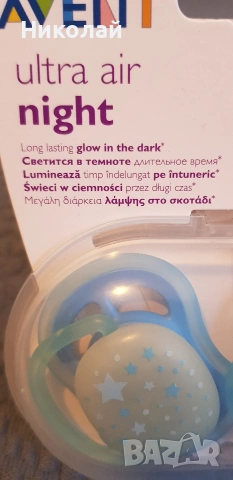 AVENT
Николай
ultra air
night
Long lasting glow in the dark*
Светится в темноте длительное время*
Luminează timp îndelungat pe întuneric*
Świeci w ciemności przez długi czas*
Μεγάλη διάρκεια λάμψης στο σκοτάδι*
bazar
БАЗАР